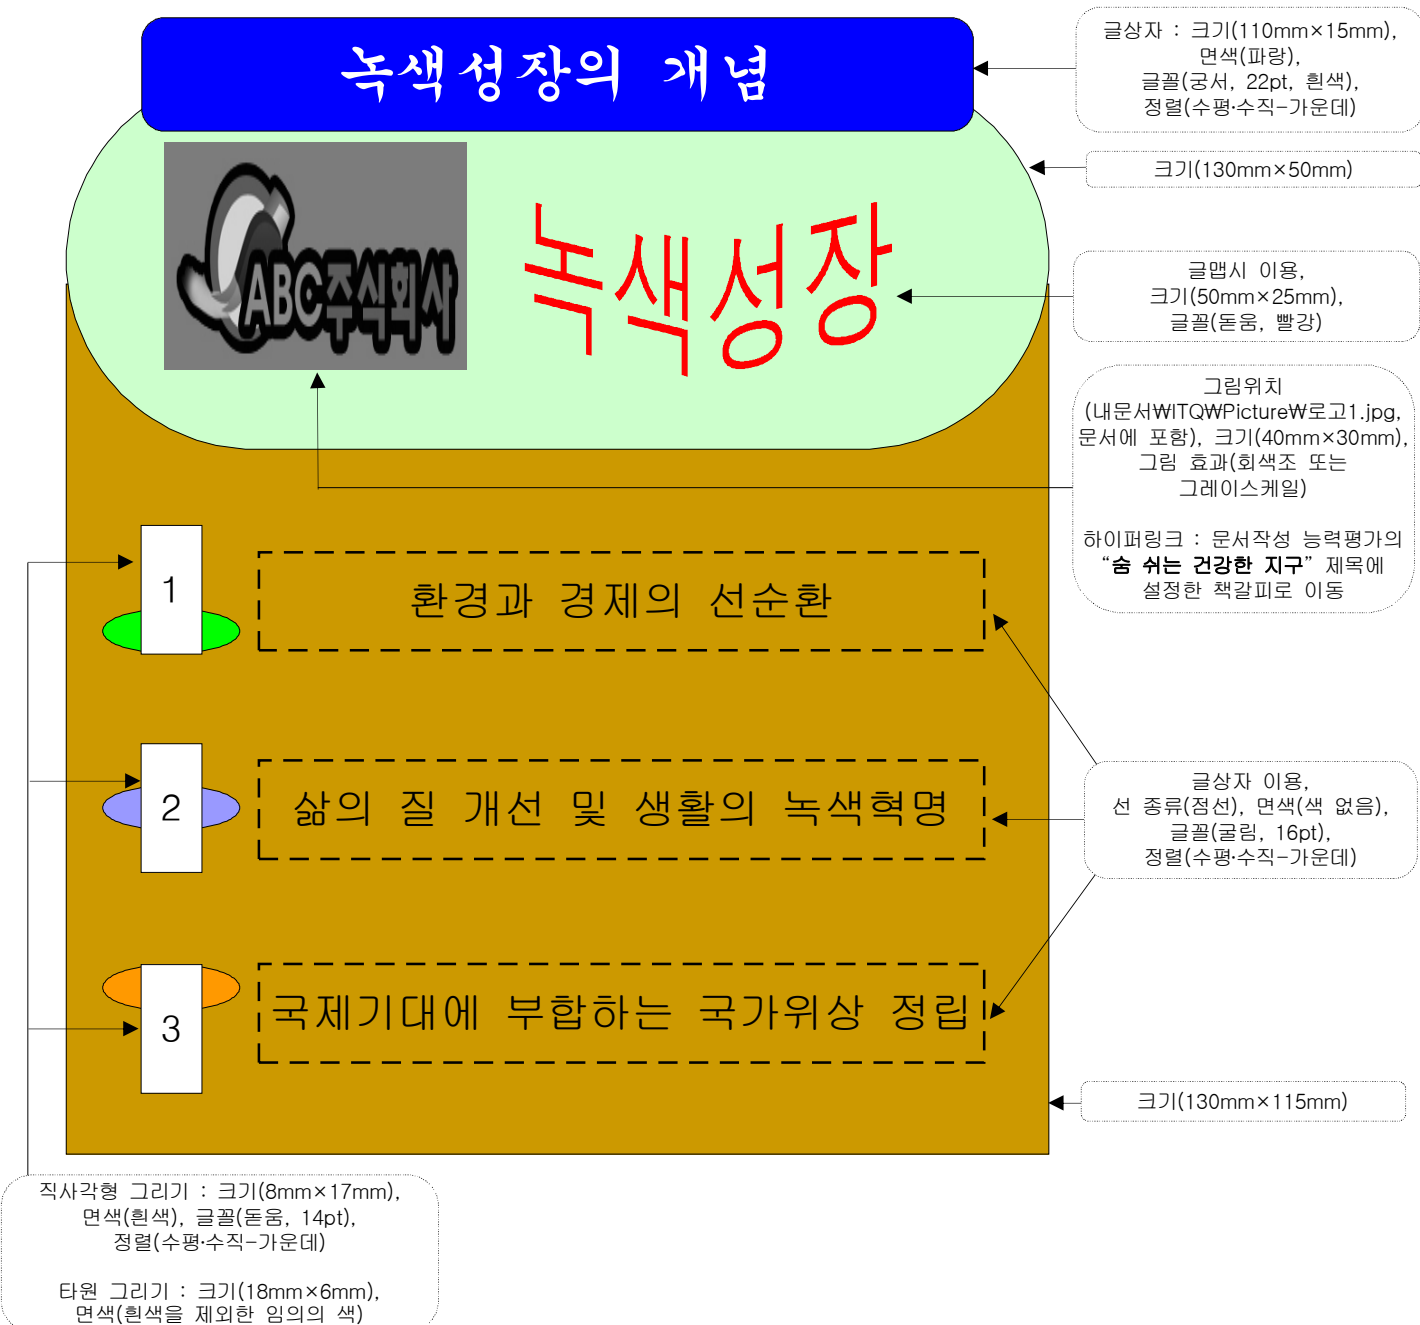 녹색성장의 개념
글상자 : 크기(110mm×15mm),
면색(파랑),
글꼴(궁서, 22pt, 흰색),
정렬(수평·수직-가운데)
크기(130mm×50mm)
ABC주식회사
녹색성장
글맵시 이용,
크기(50mm×25mm),
글꼴(돋움, 빨강)
그림위치
(내문서₩ITQ₩Picture₩로고1.jpg,
문서에 포함), 크기(40mm×30mm),
그림 효과(회색조 또는
그레이스케일)
하이퍼링크 : 문서작성 능력평가의
“숨 쉬는 건강한 지구” 제목에
설정한 책갈피로 이동
1
환경과 경제의 선순환
2
삶의 질 개선 및 생활의 녹색혁명
글상자 이용,
선 종류(점선), 면색(색 없음),
글꼴(굴림, 16pt),
정렬(수평·수직-가운데)
3
국제기대에 부합하는 국가위상 정립
크기(130mm×115mm)
직사각형 그리기 : 크기(8mm×17mm),
면색(흰색), 글꼴(돋움, 14pt),
정렬(수평·수직-가운데)
타원 그리기 : 크기(18mm×6mm),
면색(흰색을 제외한 임의의 색)